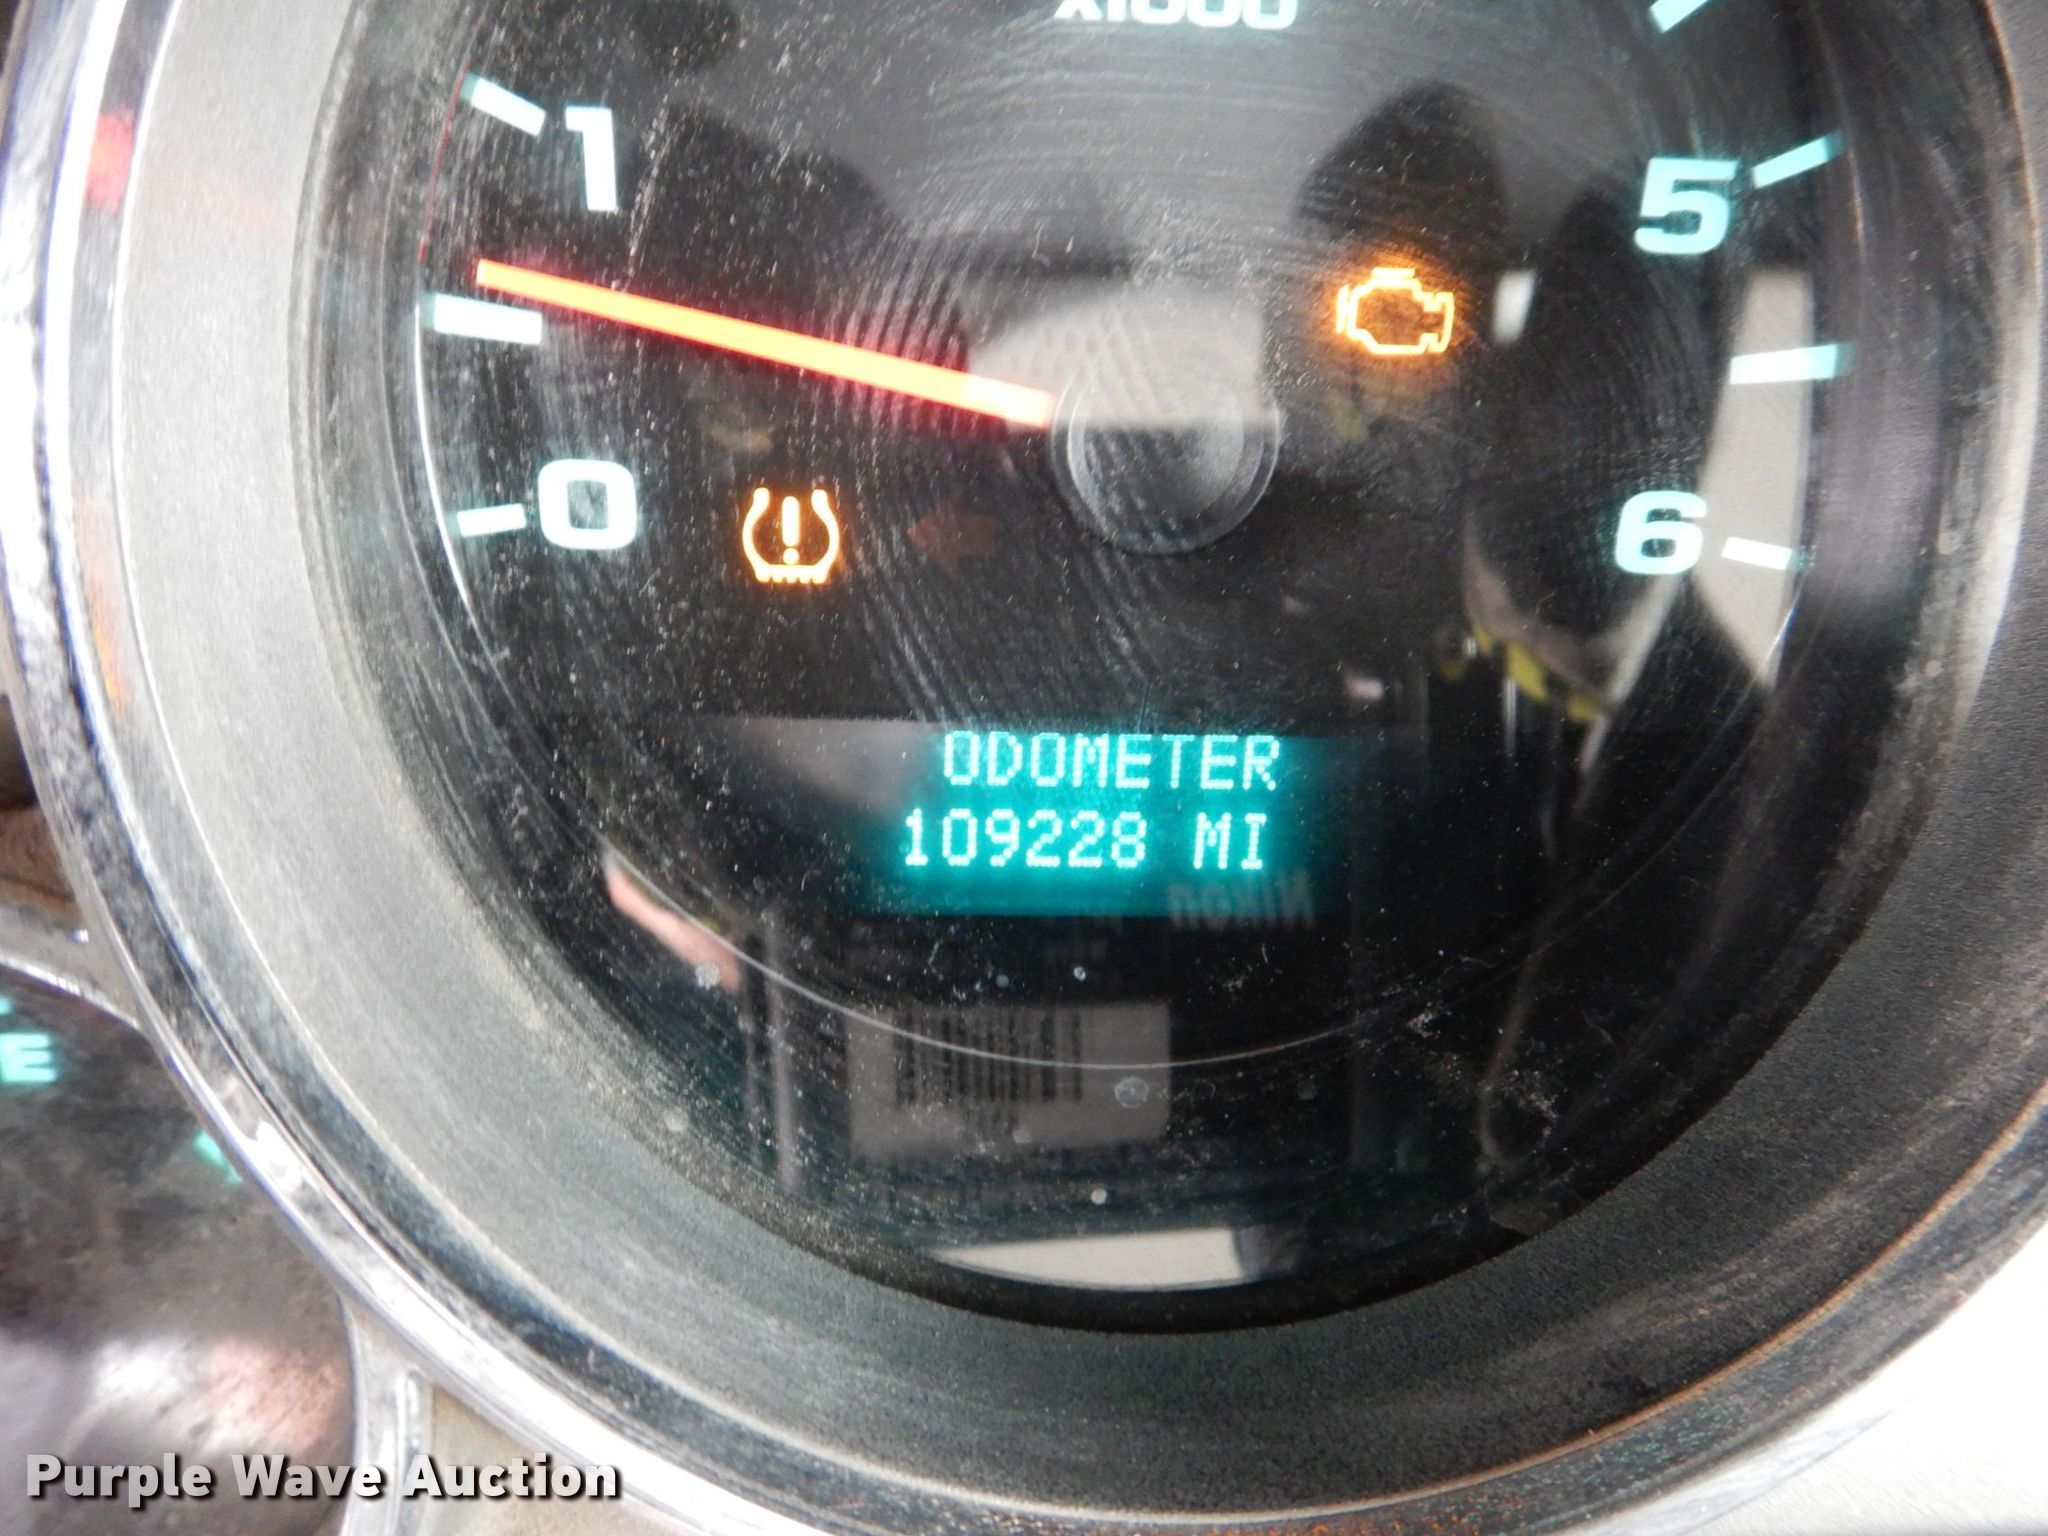 x1000
1
5
0
6
ODOMETER
109228 MI
E
Purple Wave Auction